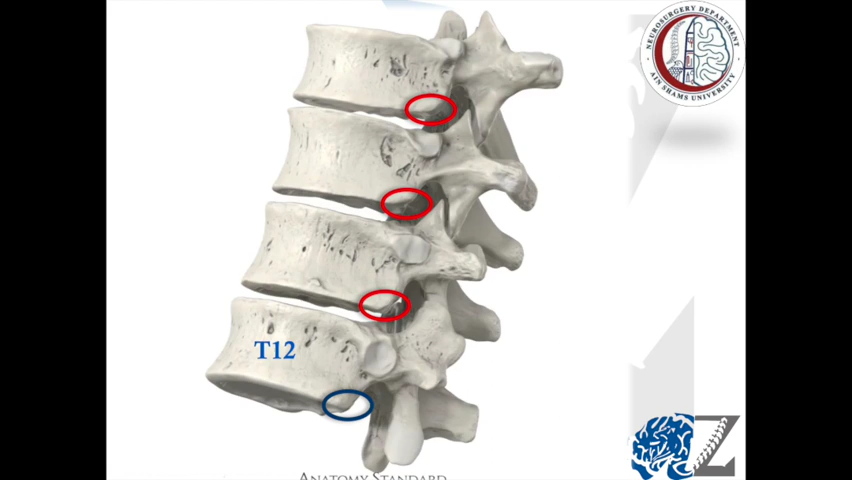 NEUROSURGERY DEPARTMENT
AIN SHAMS UNIVERSITY
T12
Z
ANATOMY STANDARD